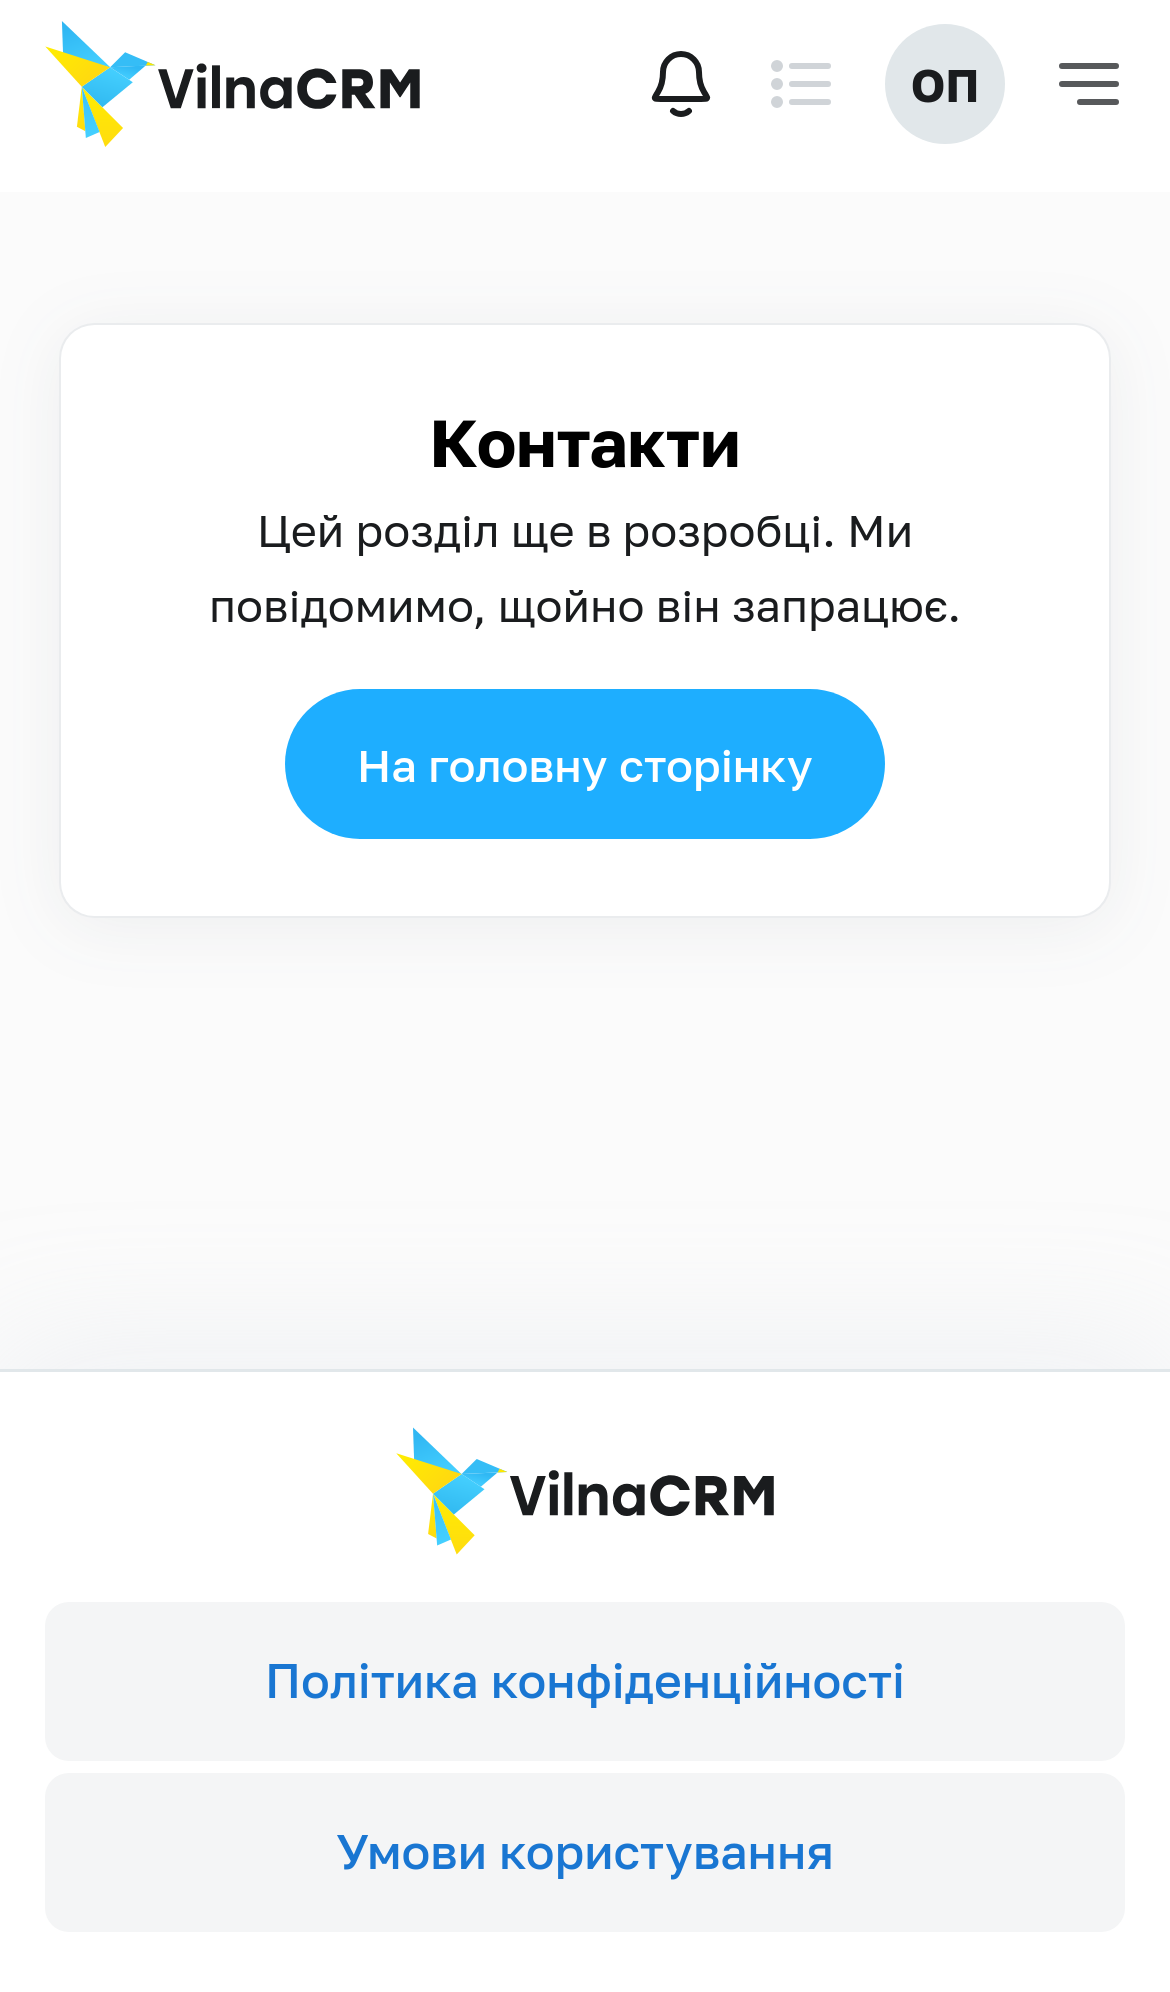 VilnaCRM
ОП
Контакти
Цей розділ ще в розробці. Ми
повідомимо, щойно він запрацює.
На головну сторінку
VilnaCRM
Політика конфіденційності
Умови користування